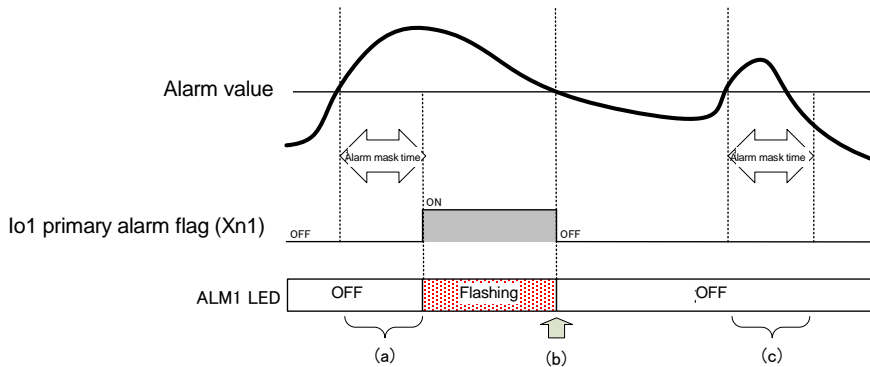 Alarm value
Alarm mask time
Alarm mask time
Io1 primary alarm flag (Xn1)
OFF
ON
OFF
ALM1 LED
OFF
Flashing
OFF
(a)
(b)
(c)